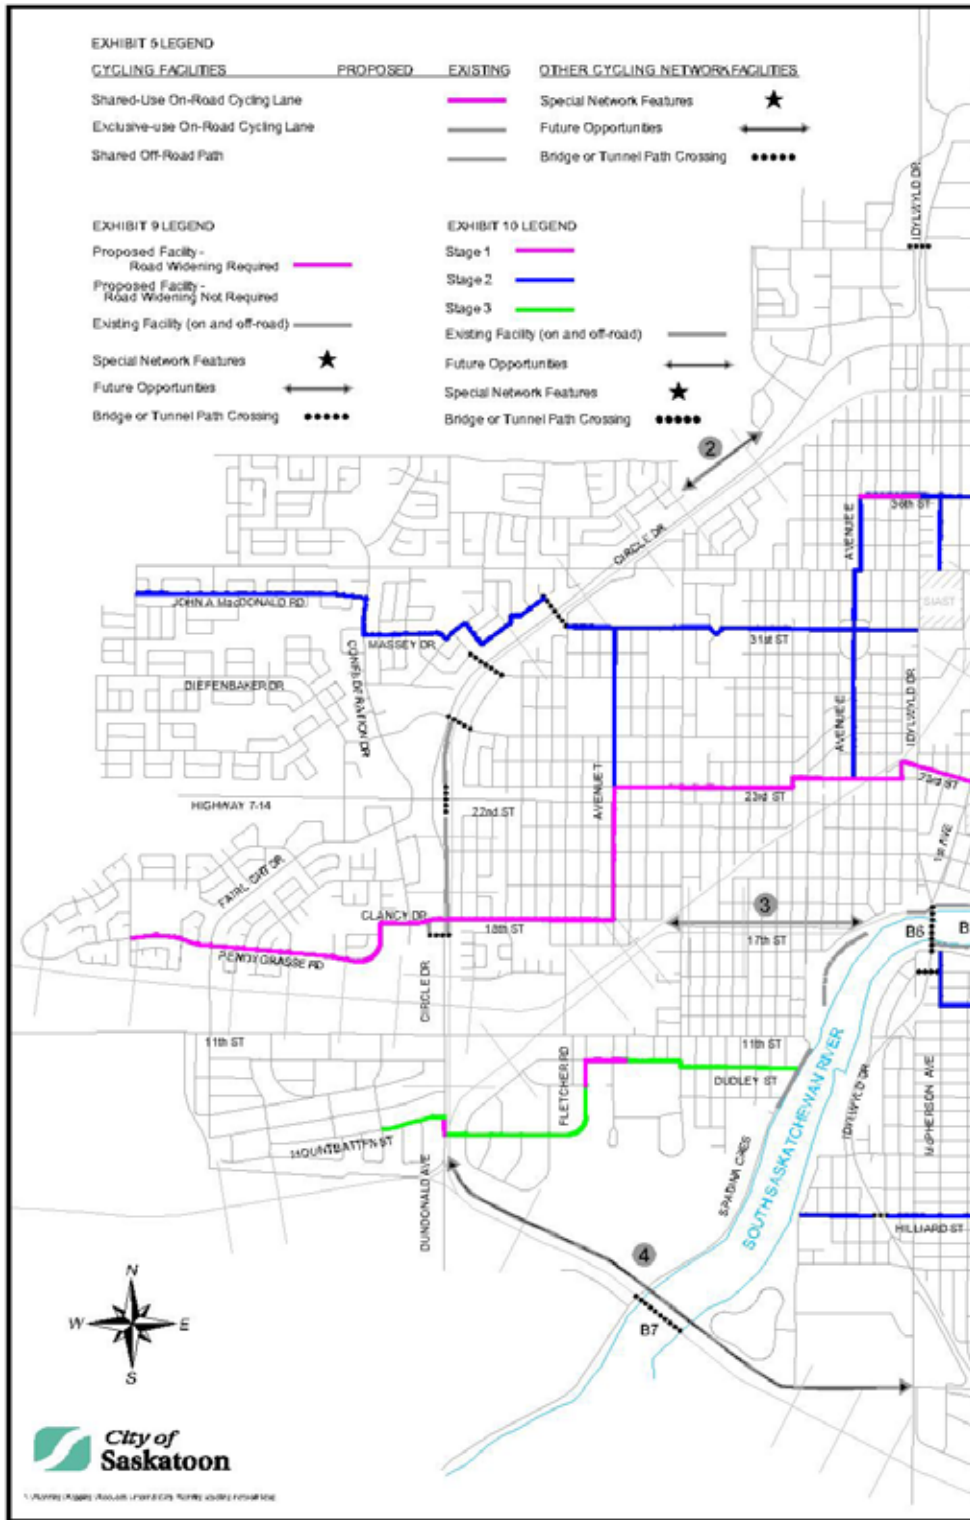 EXHIBIT 5 LEGEND
CYCLING FACILITIES PROPOSED EXISTING OTHER CYCLING NETWORK FACILITIES
Shared-Use On-Road Cycling Lane Special Network Features
Exclusive-use On-Road Cycling Lane Future Opportunities
Shared Off-Road Path Bridge or Tunnel Path Crossing
EXHIBIT 9 LEGEND
Proposed Facility -
Road Widening Required
Proposed Facility -
Road Widening Not Required
Existing Facility (on and off-road)
Special Network Features
Future Opportunities
Bridge or Tunnel Path Crossing
EXHIBIT 10 LEGEND
Stage 1
Stage 2
Stage 3
Existing Facility (on and off-road)
Future Opportunities
Special Network Features
Bridge or Tunnel Path Crossing
IDYLWYLD DR
2
CIRCLE DR
AVENUE E
36th ST
SIAST
JOHN A MacDONALD RD
MASSEY DR
31st ST
CONFEDERATION DR
DIEFENBAKER DR
AVENUE E
IDYLWYLD DR
AVENUE T
23rd ST
23rd ST
HIGHWAY 7-14
22nd ST
1st AVE
FAIRLIGHT DR
CLANCY DR
18th ST
3
17th ST
B6
B
PENDYGRASSE RD
CIRCLE DR
11th ST
11th ST
FLETCHER RD
DUDLEY ST
SOUTH SASKATCHEWAN RIVER
IDYLWYLD DR
McPHERSON AVE
MOUNTBATTEN ST
DUNDONALD AVE
SPADINA CRES
HILLIARD ST
4
B7
N
W E
S
City of
Saskatoon